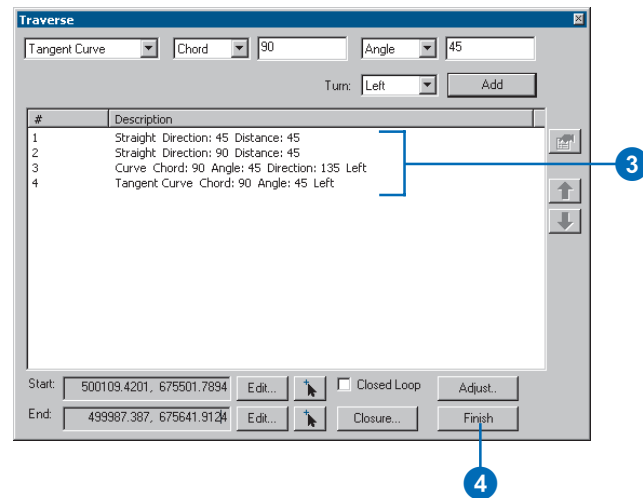 Traverse
Tangent Curve Chord 90 Angle 45
Turn: Left Add
# Description
1 Straight Direction: 45 Distance: 45
2 Straight Direction: 90 Distance: 45
3 Curve Chord: 90 Angle: 45 Direction: 135 Left
4 Tangent Curve Chord: 90 Angle: 45 Left
3
Start: 500109.4201, 675501.7894 Edit... Closed Loop Adjust..
End: 499987.387, 675641.9124 Edit... Closure... Finish
4